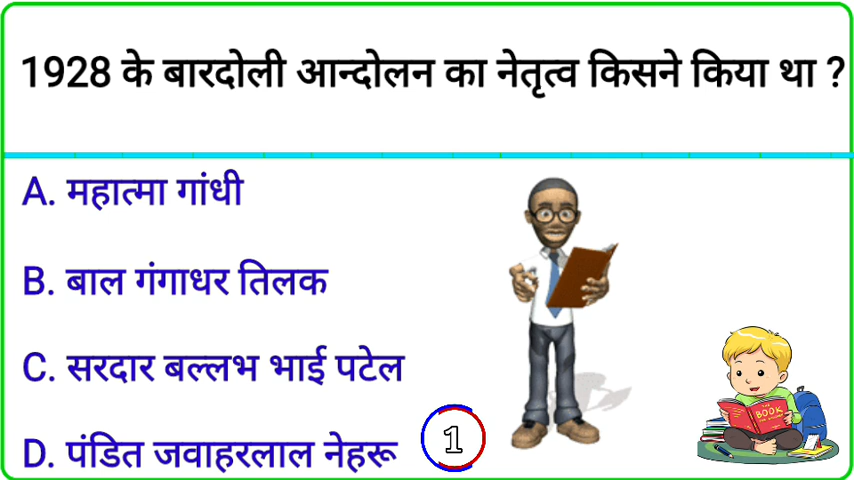 1928 के बारदोली आन्दोलन का नेतृत्व किसने किया था ?
A. महात्मा गांधी
B. बाल गंगाधर तिलक
C. सरदार बल्लभ भाई पटेल
D. पंडित जवाहरलाल नेहरू
1
BOOK